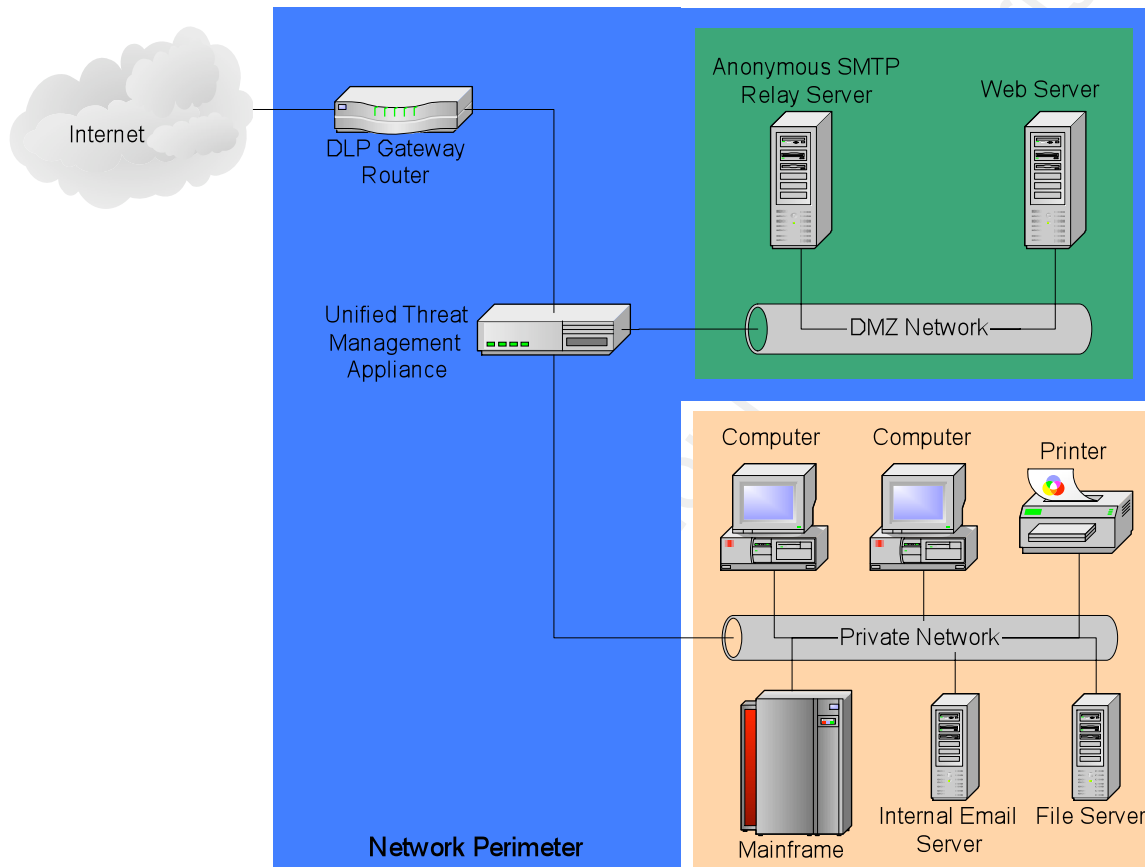 Internet
DLP Gateway
Router
Anonymous SMTP
Relay Server
Web Server
Unified Threat
Management
Appliance
DMZ Network
Computer
Computer
Printer
Private Network
Mainframe
Internal Email
Server
File Server
Network Perimeter